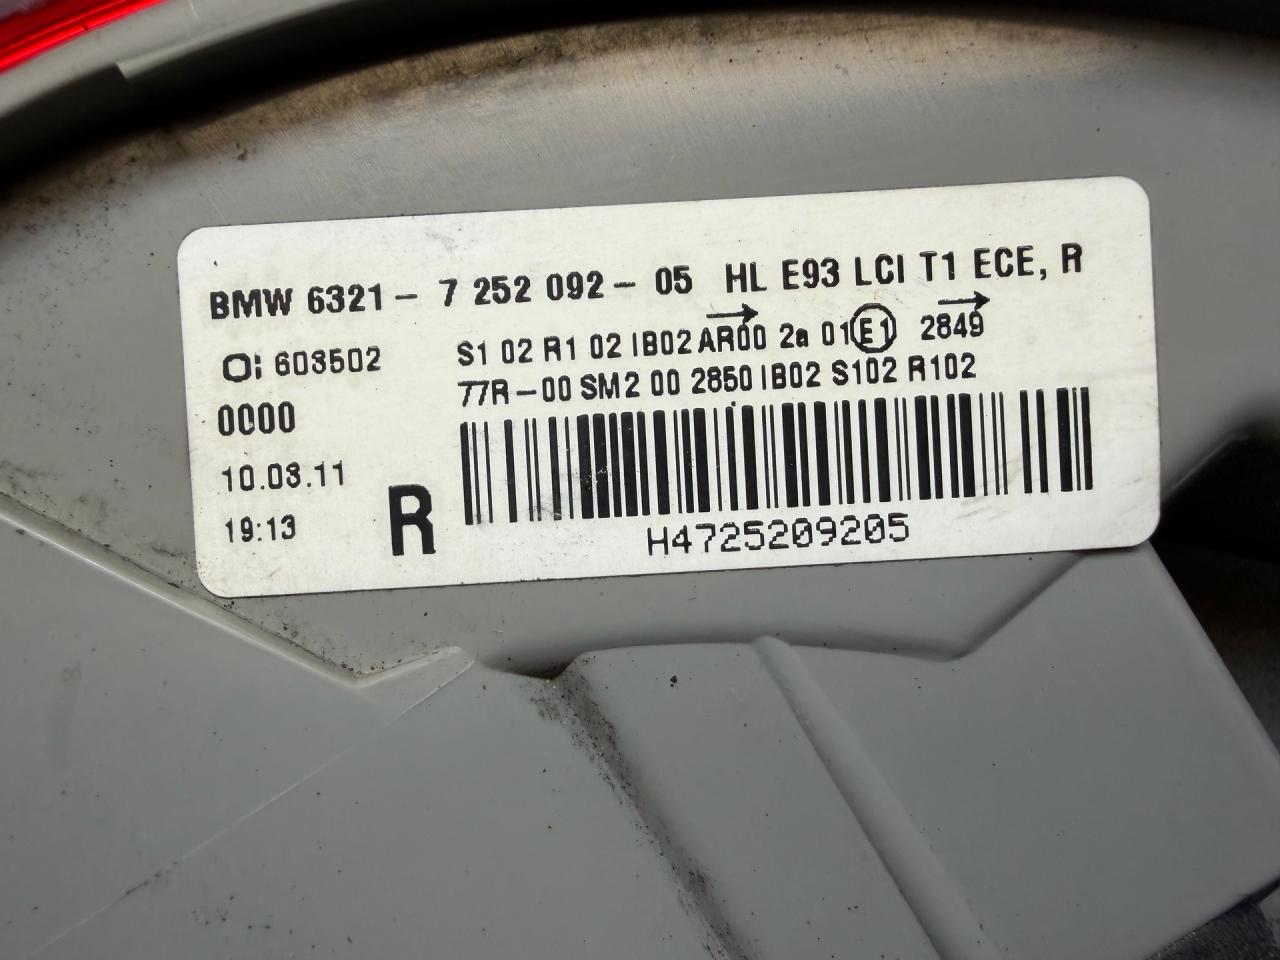 BMW 6321- 7 252 092- 05 HL E93 LCI T1 ECE, R
603502
S1 02 R1 02 IB02 AR00 2a 01 E1 2849
77R-00 SM2 00 2850 IB02 S102 R102
0000
10.08.11
19:13
R
H4725209205